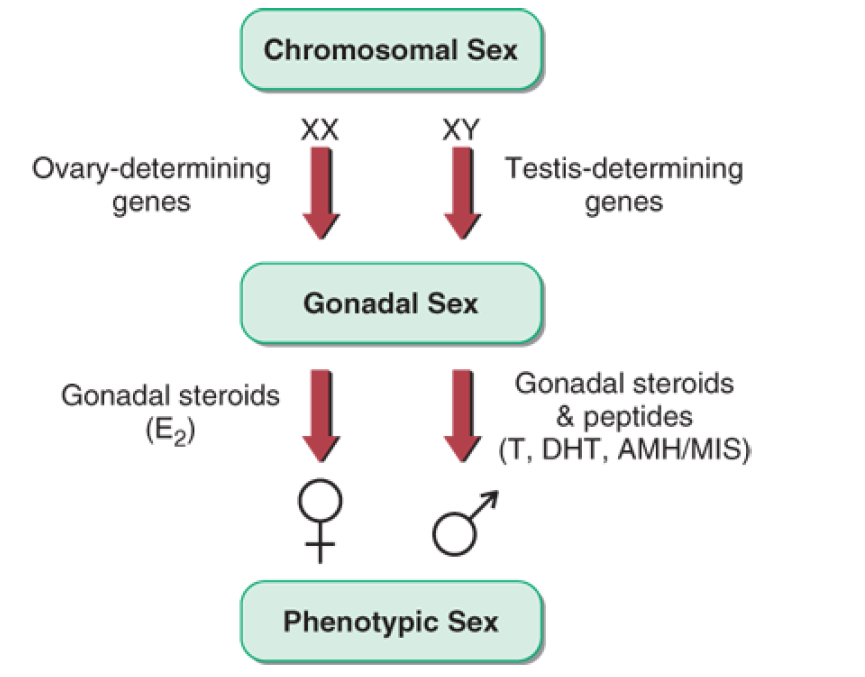 Chromosomal Sex
XX
XY
Ovary-determining
genes
Testis-determining
genes
Gonadal Sex
Gonadal steroids
(E₂)
Gonadal steroids
& peptides
(T, DHT, AMH/MIS)
♀
♂
Phenotypic Sex